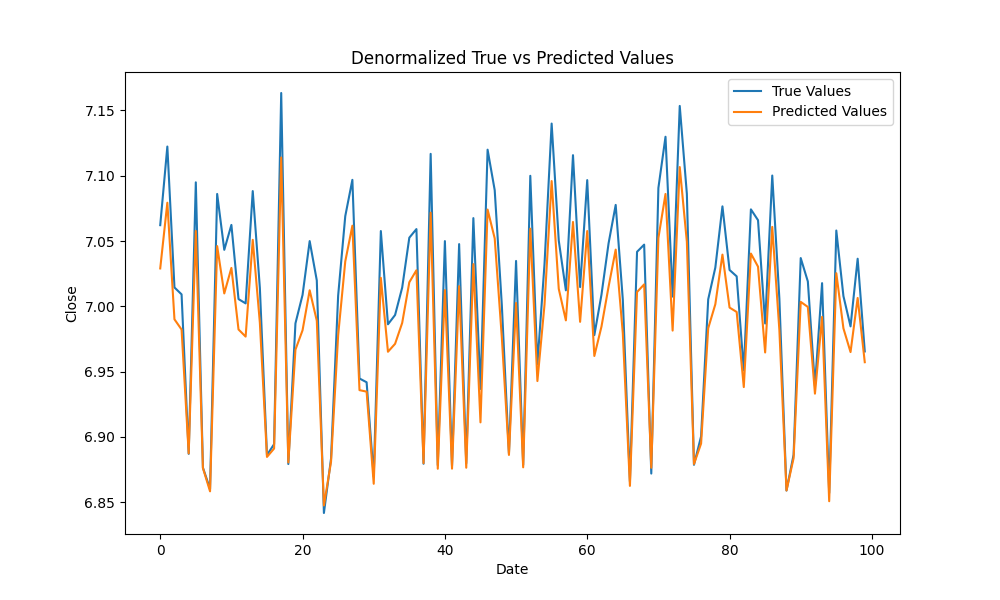 Denormalized True vs Predicted Values
True Values
Predicted Values
Close
7.15
7.10
7.05
7.00
6.95
6.90
6.85
0 20 40 60 80 100
Date